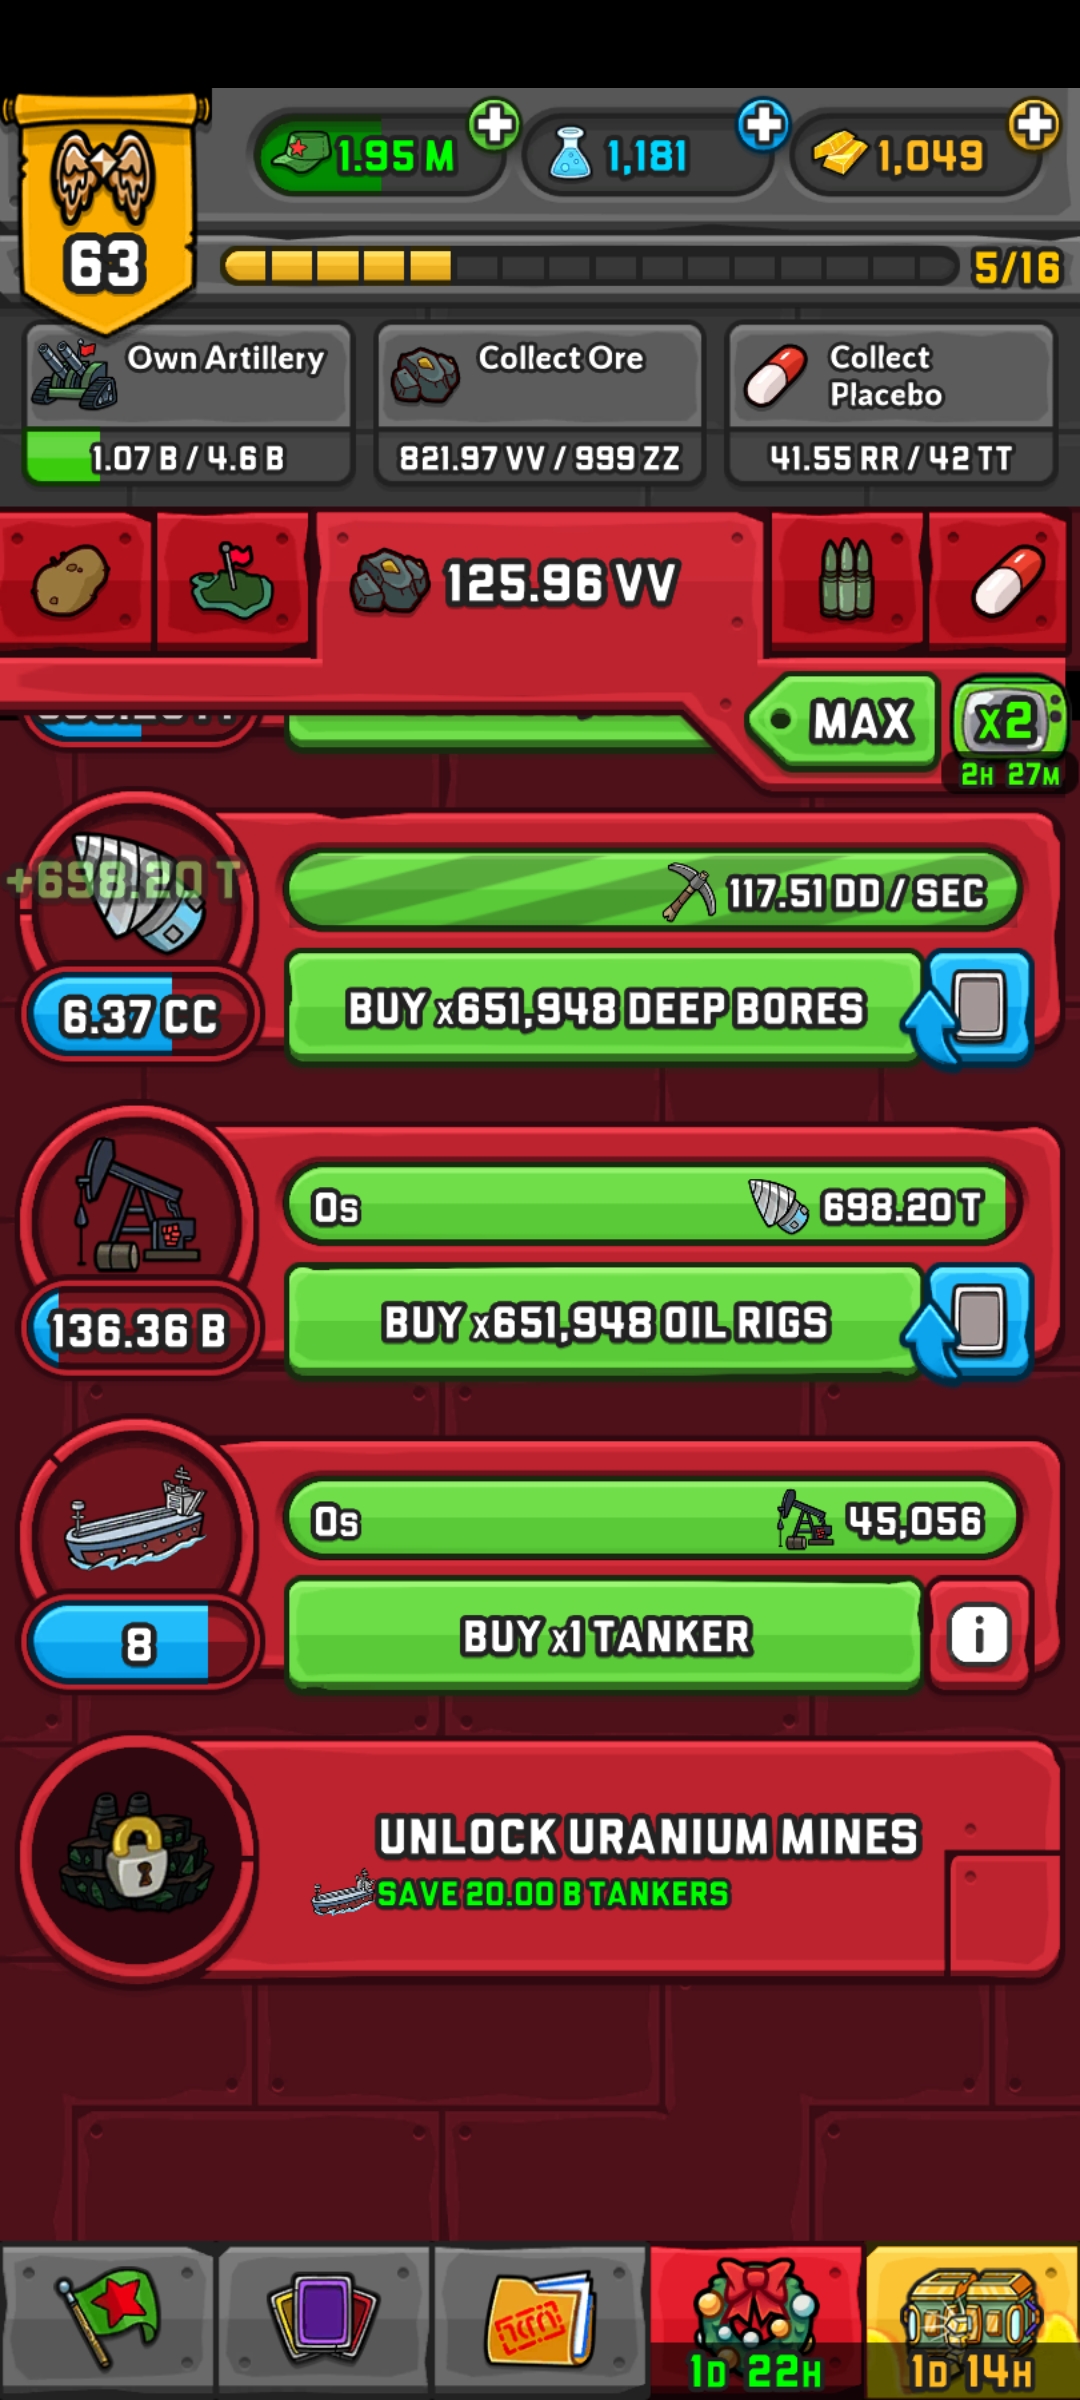 1.95 M
1,181
1,049
63
5/16
Own Artillery
Collect Ore
Collect
Placebo
1.07 B / 4.6 B
821.97 VV / 999 ZZ
41.55 RR / 42 TT
125.96 VV
MAX
X2
2H 27M
+698.20 T
117.51 DD / SEC
6.37 CC
BUY x651,948 DEEP BORES
0s
698.20 T
136.36 B
BUY x651,948 OIL RIGS
0s
45,056
8
BUY x1 TANKER
i
UNLOCK URANIUM MINES
SAVE 20.00 B TANKERS
1D 22H
1D 14H